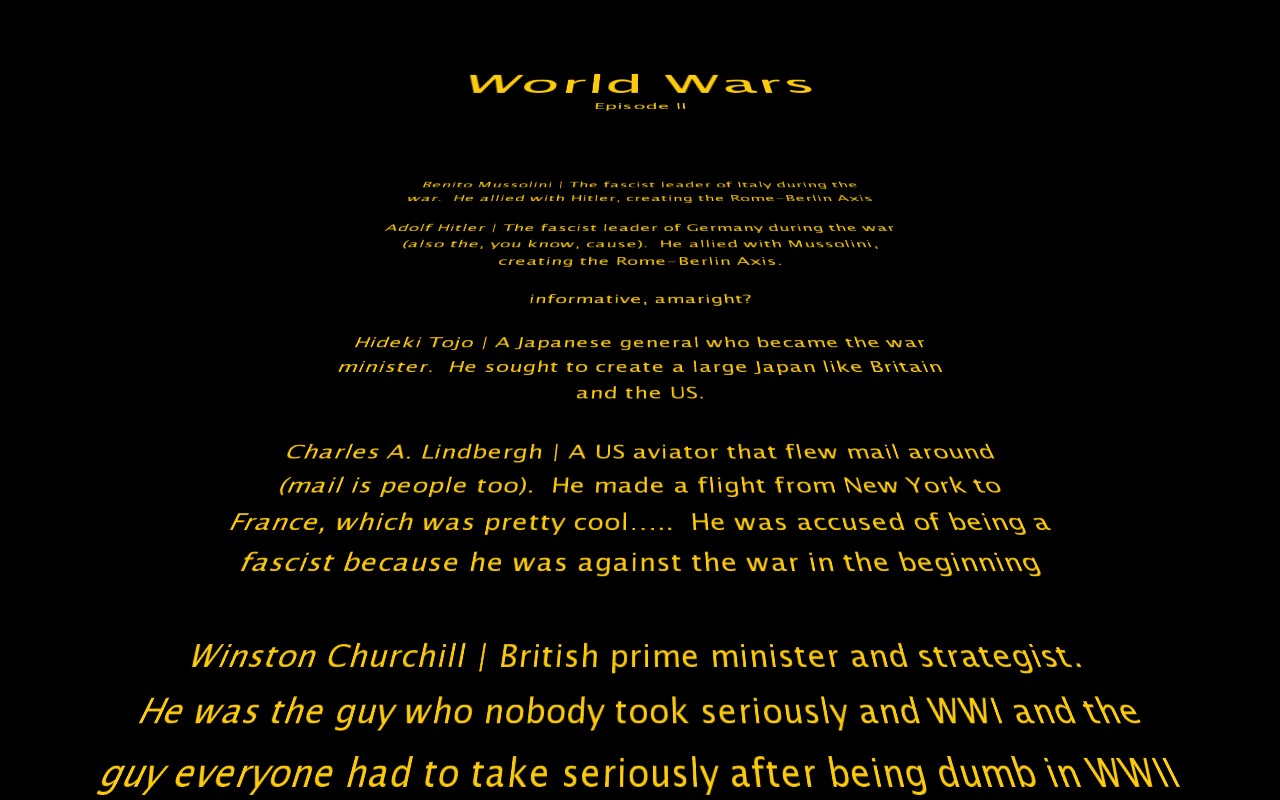 World Wars
Episode II
Benito Mussolini | The fascist leader of Italy during the
war. He allied with Hitler, creating the Rome-Berlin Axis
Adolf Hitler | The fascist leader of Germany during the war
(also the, you know, cause). He allied with Mussolini,
creating the Rome-Berlin Axis.
informative, amaright?
Hideki Tojo | A Japanese general who became the war
minister. He sought to create a large Japan like Britain
and the US.
Charles A. Lindbergh | A US aviator that flew mail around
(mail is people too). He made a flight from New York to
France, which was pretty cool..... He was accused of being a
fascist because he was against the war in the beginning
Winston Churchill | British prime minister and strategist.
He was the guy who nobody took seriously and WWI and the
guy everyone had to take seriously after being dumb in WWII